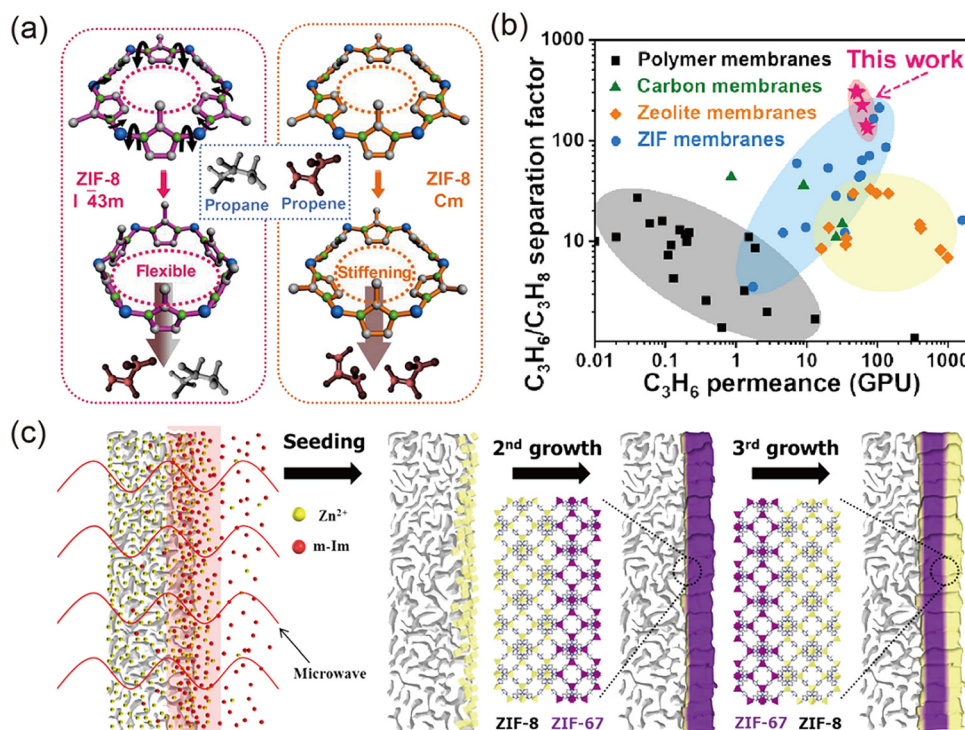 (a)
ZIF-8
I 4̅3m
Propane
Propene
ZIF-8
Cm
Flexible
Stiffening
(b)
C₃H₆/C₃H₈ separation factor
1000
100
10
Polymer membranes
Carbon membranes
Zeolite membranes
ZIF membranes
This work
0.01 0.1 1 10 100 1000
C₃H₆ permeance (GPU)
(c)
Seeding
Zn²⁺
m-Im
Microwave
2nd growth
ZIF-8 ZIF-67
3rd growth
ZIF-67 ZIF-8